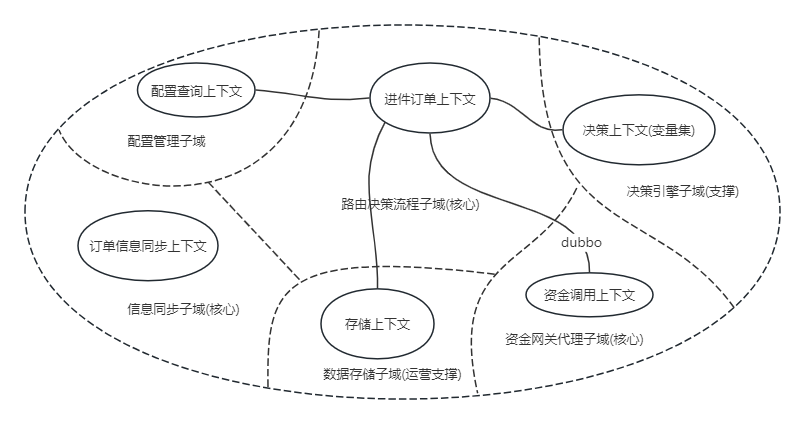 配置查询上下文
进件订单上下文
决策上下文(变量集)
配置管理子域
决策引擎子域(支撑)
路由决策流程子域(核心)
订单信息同步上下文
dubbo
资金调用上下文
信息同步子域(核心)
存储上下文
资金网关代理子域(核心)
数据存储子域(运营支撑)